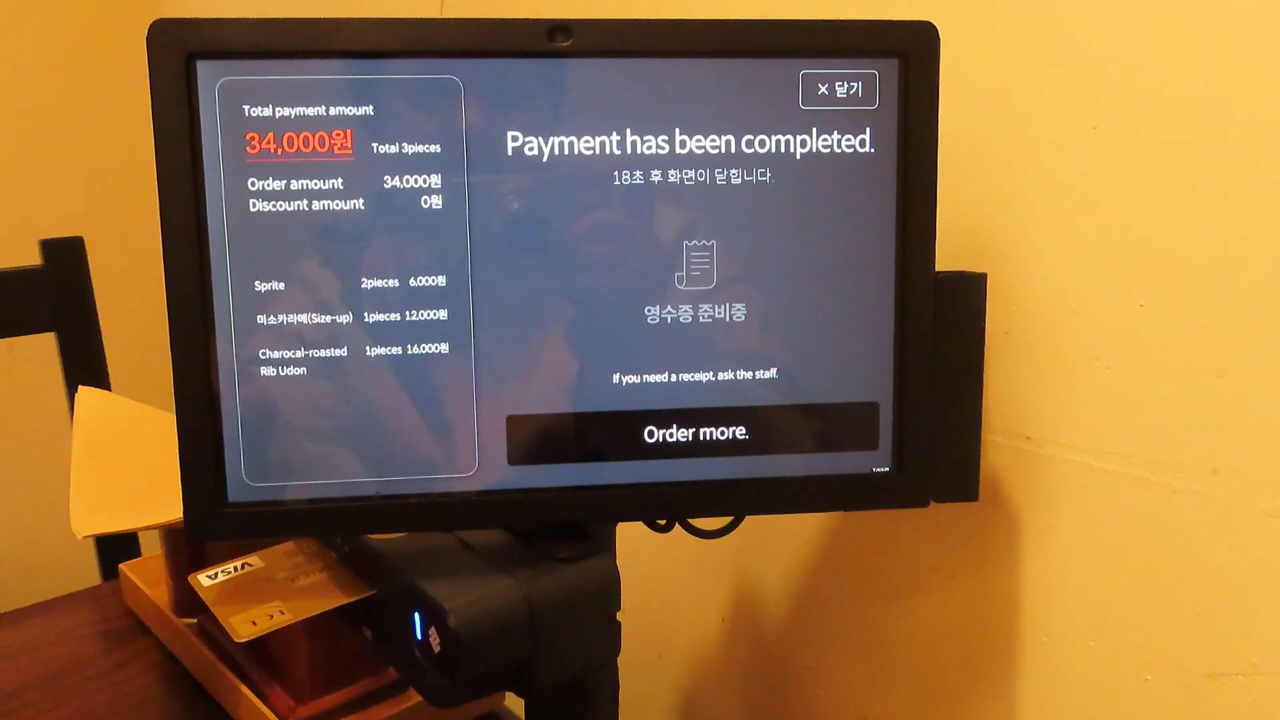 Total payment amount
34,000원 Total 3pieces
Order amount 34,000원
Discount amount 0원
Sprite 2pieces 6,000원
미소카라메(Size-up) 1pieces 12,000원
Charocal-roasted 1pieces 16,000원
Rib Udon
✕ 닫기
Payment has been completed.
18초 후 화면이 닫힙니다.
영수증 준비중
If you need a receipt, ask the staff.
Order more.
VISA